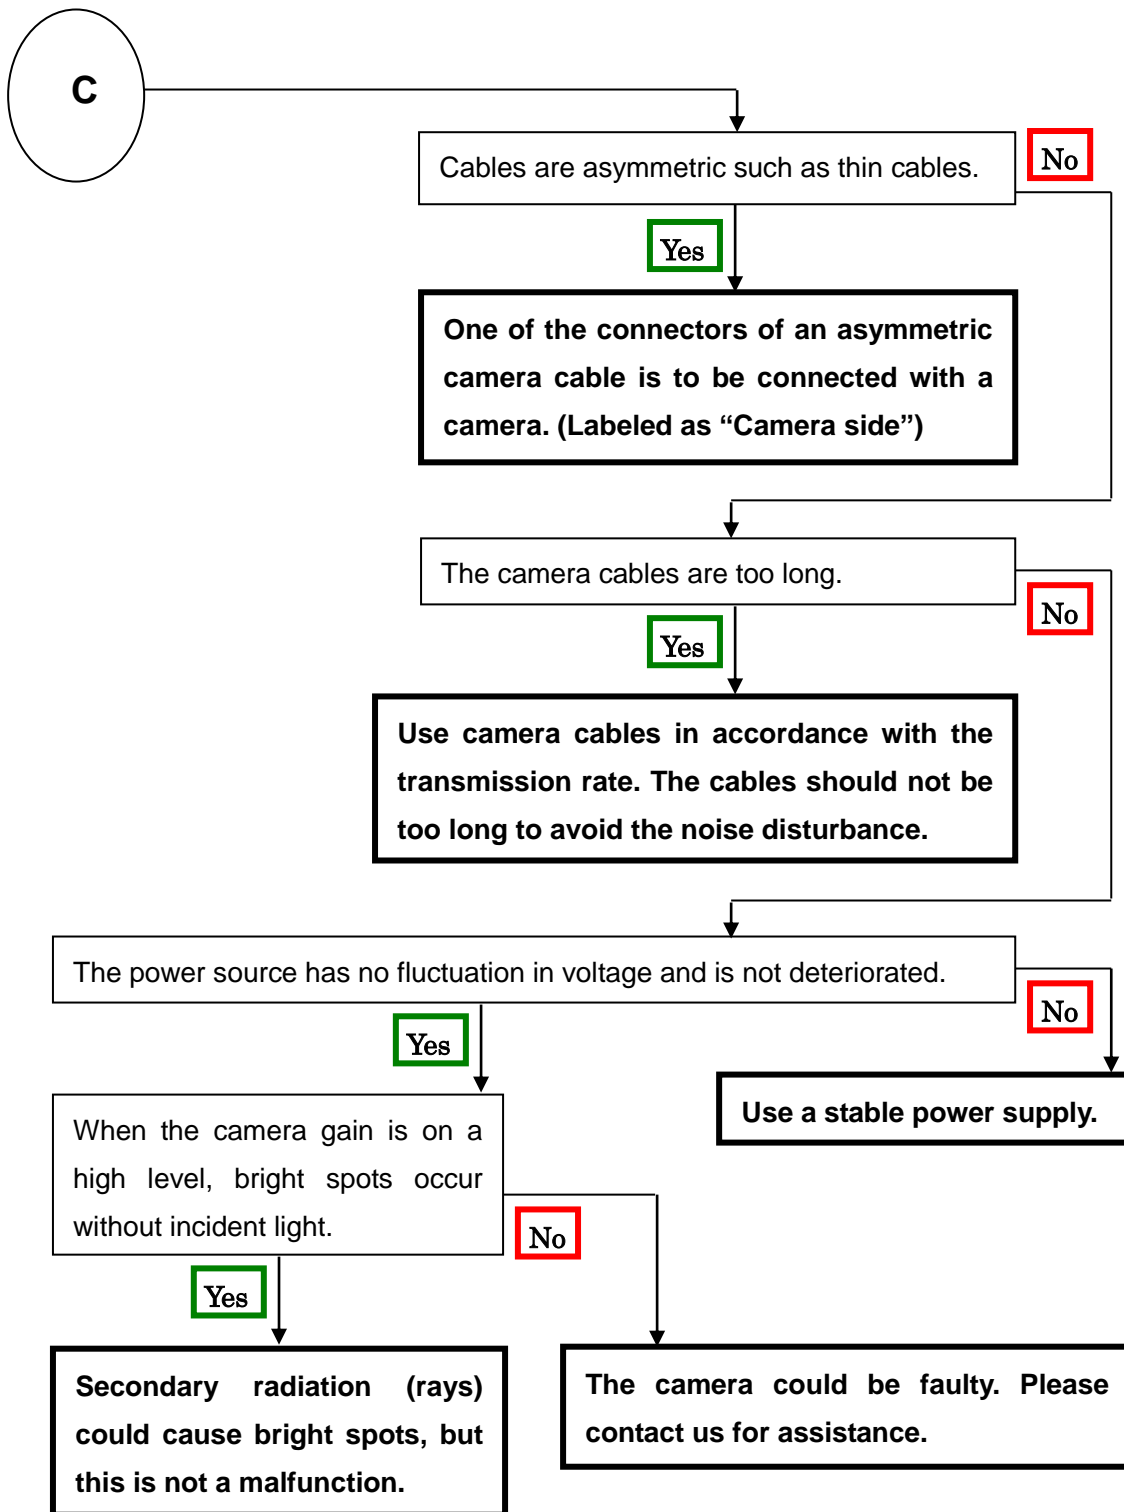 C
Cables are asymmetric such as thin cables.
No
Yes
One of the connectors of an asymmetric
camera cable is to be connected with a
camera. (Labeled as “Camera side”)
The camera cables are too long.
No
Yes
Use camera cables in accordance with the
transmission rate. The cables should not be
too long to avoid the noise disturbance.
The power source has no fluctuation in voltage and is not deteriorated.
No
Yes
Use a stable power supply.
When the camera gain is on a
high level, bright spots occur
without incident light.
No
Yes
Secondary radiation (rays)
could cause bright spots, but
this is not a malfunction.
The camera could be faulty. Please
contact us for assistance.